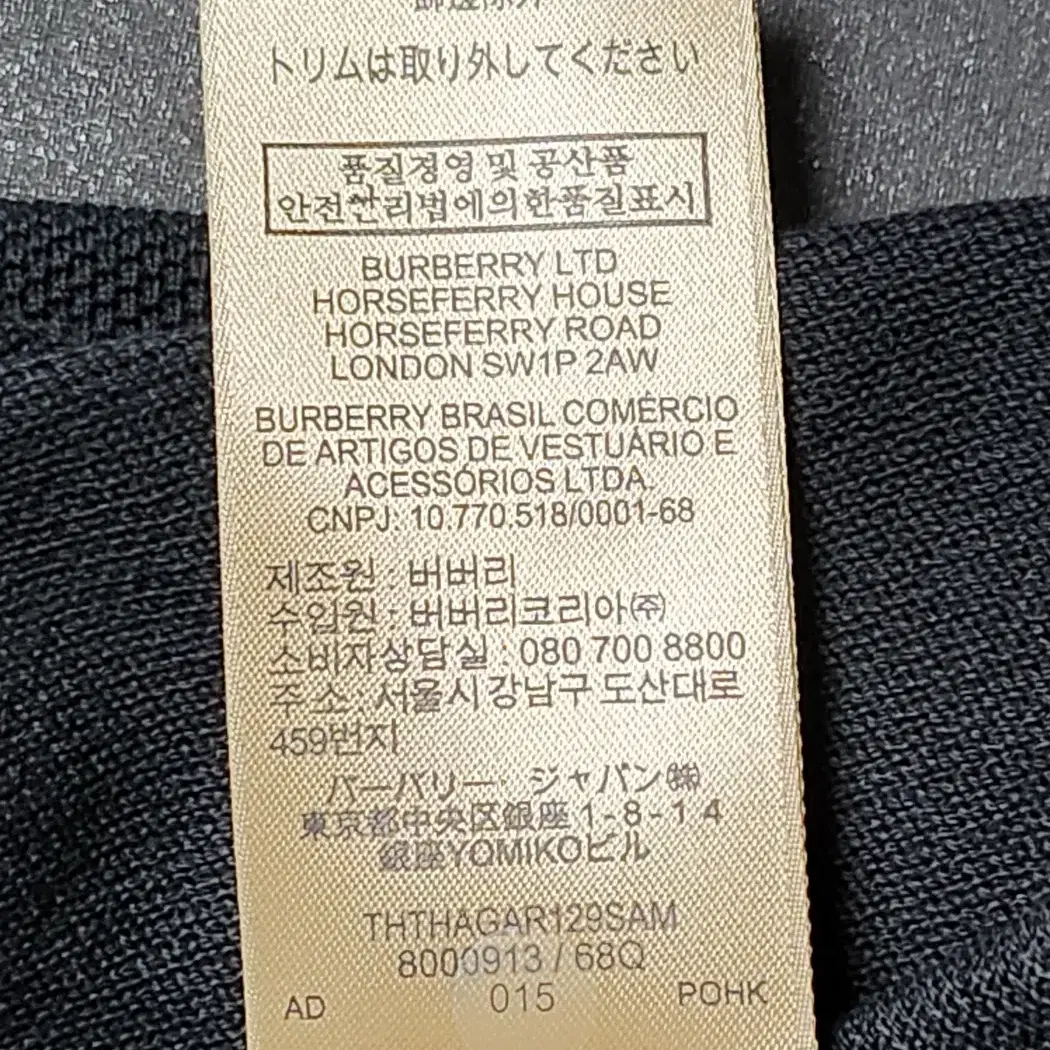 トリムは取り外してください
품질경영 및 공산품
안전관리법에의한품질표시
BURBERRY LTD
HORSEFERRY HOUSE
HORSEFERRY ROAD
LONDON SW1P 2AW
BURBERRY BRASIL COMÉRCIO
DE ARTIGOS DE VESTUÁRIO E
ACESSÓRIOS LTDA.
CNPJ: 10.770.518/0001-68
제조원 : 버버리
수입원 : 버버리코리아㈜
소비자상담실 : 080 700 8800
주 소 : 서울시 강남구 도산대로
459번지
バーバリー・ジャパン㈱
東京都中央区銀座 1 - 8 - 1 4
銀座YOMIKOビル
THTHAGAR129SAM
8000913 / 68Q
AD 015 POHK